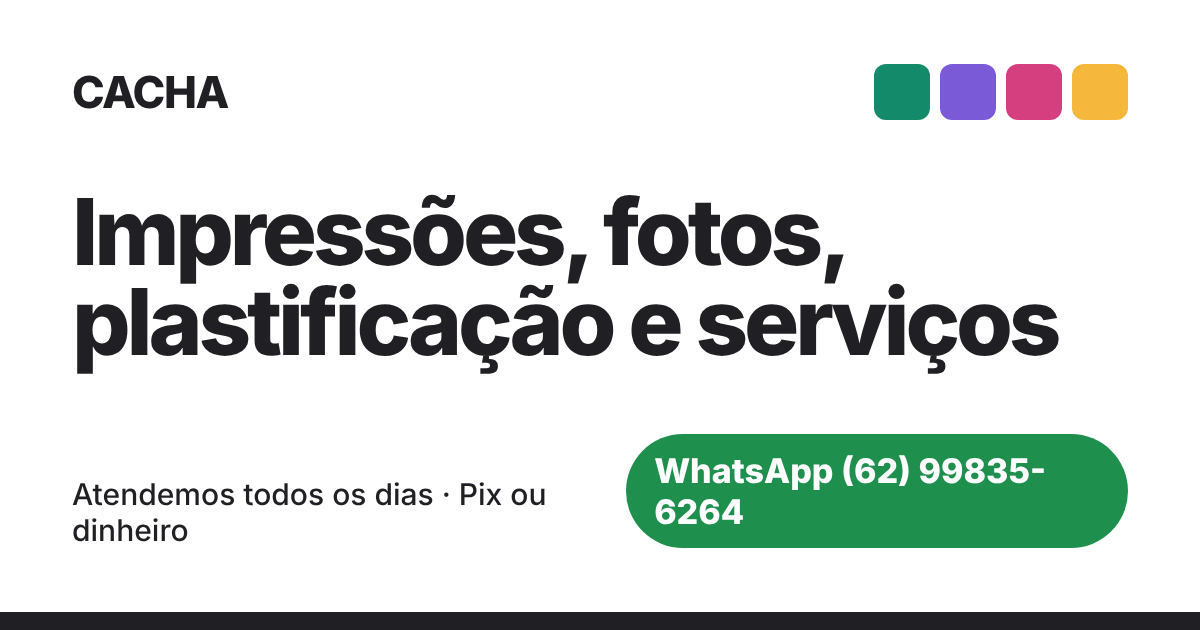 CACHA
Impressões, fotos,
plastificação e serviços
Atendemos todos os dias · Pix ou
dinheiro
WhatsApp (62) 99835-
6264